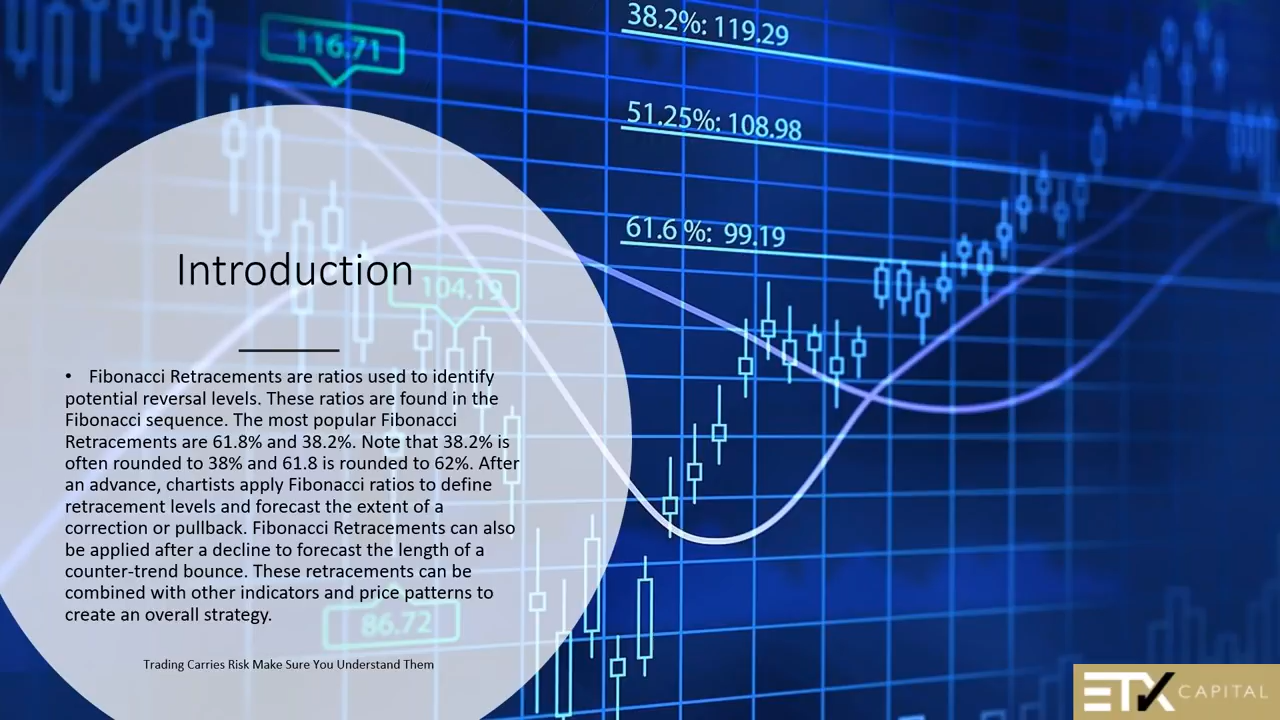 116.71
38.2%: 119.29
51.25%: 108.98
61.6 %: 99.19
Introduction
104.19
• Fibonacci Retracements are ratios used to identify
potential reversal levels. These ratios are found in the
Fibonacci sequence. The most popular Fibonacci
Retracements are 61.8% and 38.2%. Note that 38.2% is
often rounded to 38% and 61.8 is rounded to 62%. After
an advance, chartists apply Fibonacci ratios to define
retracement levels and forecast the extent of a
correction or pullback. Fibonacci Retracements can also
be applied after a decline to forecast the length of a
counter-trend bounce. These retracements can be
combined with other indicators and price patterns to
create an overall strategy.
86.72
Trading Carries Risk Make Sure You Understand Them
ETX CAPITAL